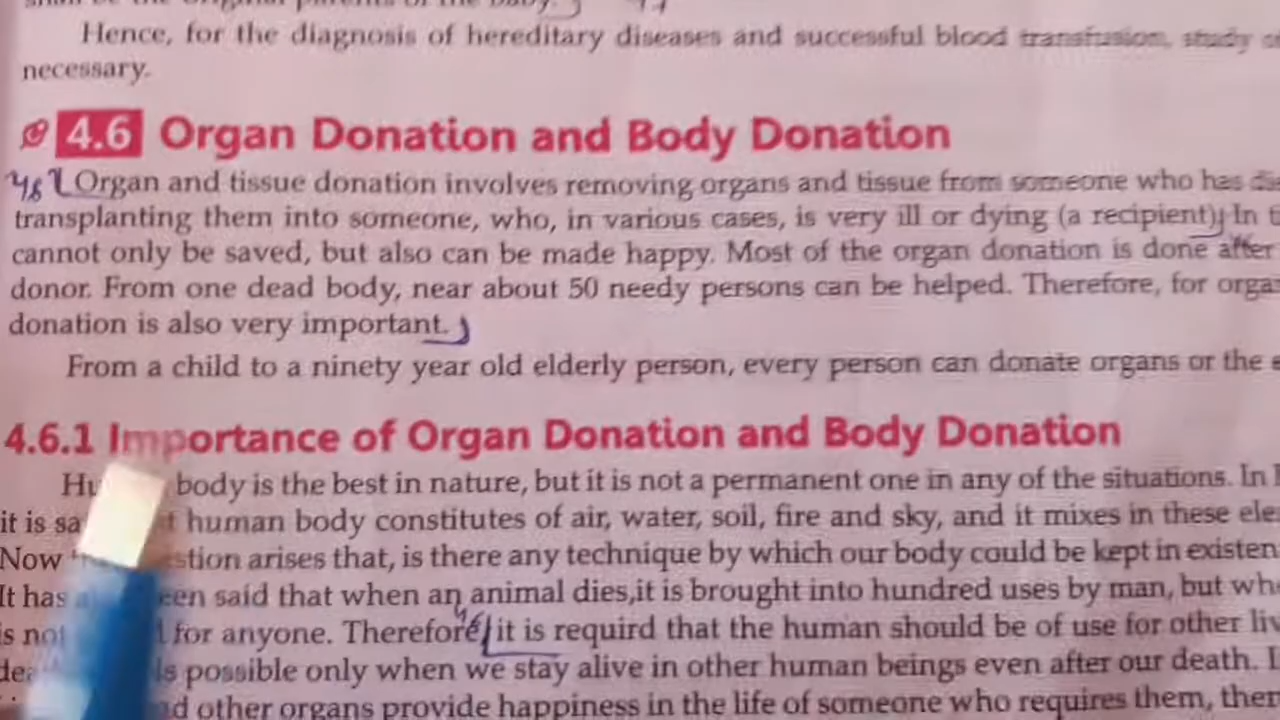 Hence, for the diagnosis of hereditary diseases and successful blood transfusion, study
necessary.
4.6 Organ Donation and Body Donation
Organ and tissue donation involves removing organs and tissue from someone who has
transplanting them into someone, who, in various cases, is very ill or dying (a recipient). In
cannot only be saved, but also can be made happy. Most of the organ donation is done after
donor. From one dead body, near about 50 needy persons can be helped. Therefore, for
donation is also very important.
From a child to a ninety year old elderly person, every person can donate organs or the
4.6.1 Importance of Organ Donation and Body Donation
body is the best in nature, but it is not a permanent one in any of the situations. In
it is human body constitutes of air, water, soil, fire and sky, and it mixes in these
Now arises that, is there any technique by which our body could be kept in
It has said that when an animal dies,it is brought into hundred uses by man, but
is for anyone. Therefore, it is requird that the human should be of use for other
possible only when we stay alive in other human beings even after our death.
other organs provide happiness in the life of someone who requires them,